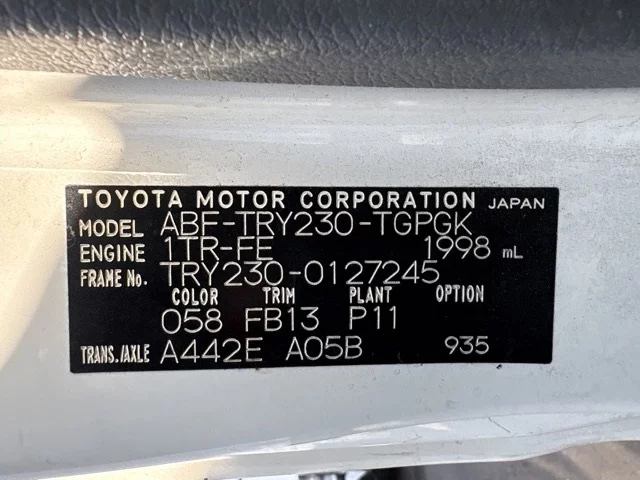 TOYOTA MOTOR CORPORATION JAPAN
MODEL ABF-TRY230-TGPGK
ENGINE 1TR-FE 1998 mL
FRAME No. TRY230-0127245
COLOR TRIM PLANT OPTION
058 FB13 P11
TRANS./AXLE A442E A05B 935